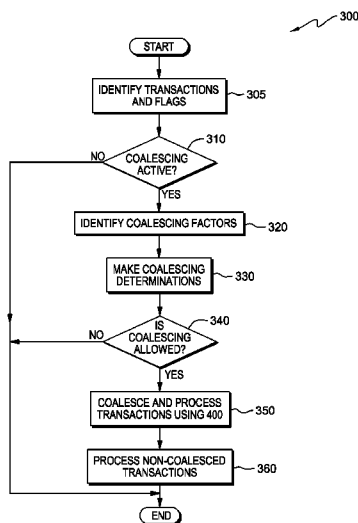 300
START
IDENTIFY TRANSACTIONS
AND FLAGS
305
310
COALESCING
ACTIVE?
NO
YES
IDENTIFY COALESCING FACTORS
320
MAKE COALESCING
DETERMINATIONS
330
340
IS
COALESCING
ALLOWED?
NO
YES
COALESCE AND PROCESS
TRANSACTIONS USING 400
350
PROCESS NON-COALESCED
TRANSACTIONS
360
END